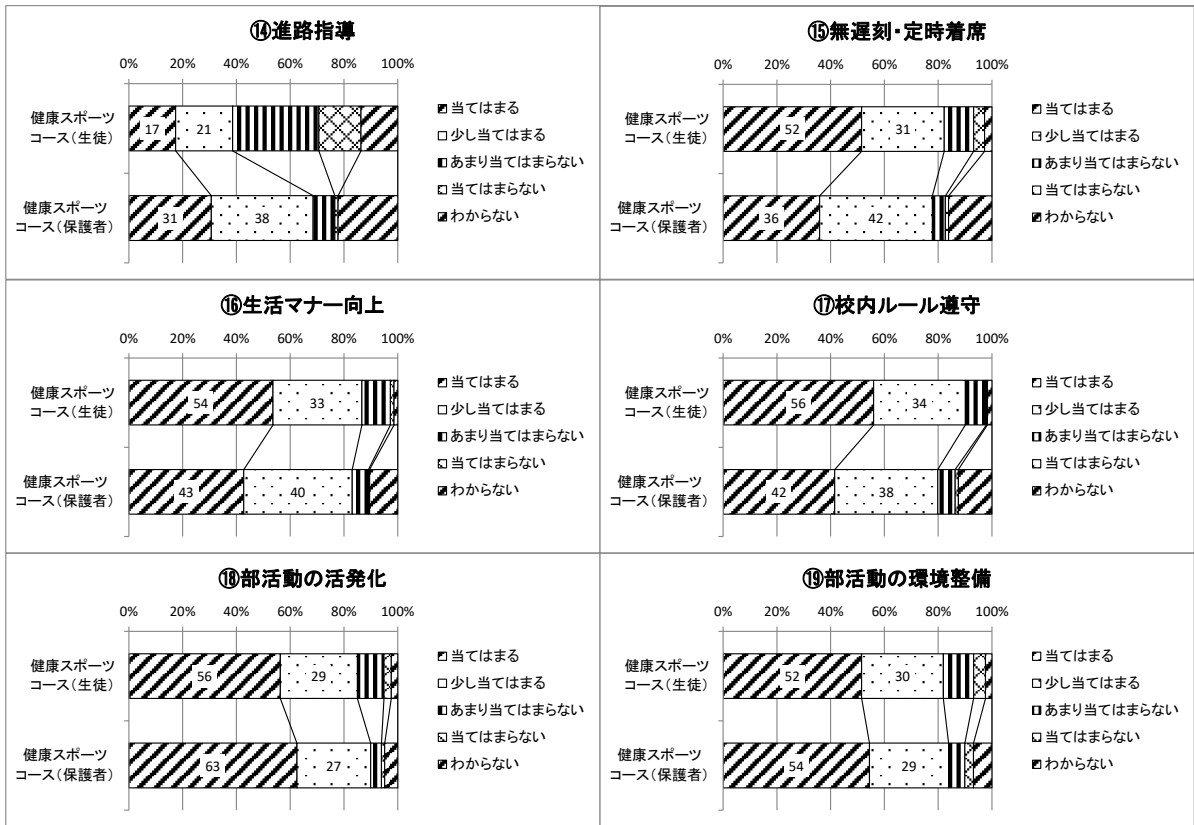 ⑭進路指導
0% 20% 40% 60% 80% 100%
健康スポーツ
コース(生徒)
17 21
健康スポーツ
コース(保護者)
31 38
当てはまる
少し当てはまる
あまり当てはまらない
当てはまらない
わからない
⑮無遅刻・定時着席
0% 20% 40% 60% 80% 100%
健康スポーツ
コース(生徒)
52 31
健康スポーツ
コース(保護者)
36 42
当てはまる
少し当てはまる
あまり当てはまらない
当てはまらない
わからない
⑯生活マナー向上
0% 20% 40% 60% 80% 100%
健康スポーツ
コース(生徒)
54 33
健康スポーツ
コース(保護者)
43 40
当てはまる
少し当てはまる
あまり当てはまらない
当てはまらない
わからない
⑰校内ルール遵守
0% 20% 40% 60% 80% 100%
健康スポーツ
コース(生徒)
56 34
健康スポーツ
コース(保護者)
42 38
当てはまる
少し当てはまる
あまり当てはまらない
当てはまらない
わからない
⑱部活動の活発化
0% 20% 40% 60% 80% 100%
健康スポーツ
コース(生徒)
56 29
健康スポーツ
コース(保護者)
63 27
当てはまる
少し当てはまる
あまり当てはまらない
当てはまらない
わからない
⑲部活動の環境整備
0% 20% 40% 60% 80% 100%
健康スポーツ
コース(生徒)
52 30
健康スポーツ
コース(保護者)
54 29
当てはまる
少し当てはまる
あまり当てはまらない
当てはまらない
わからない